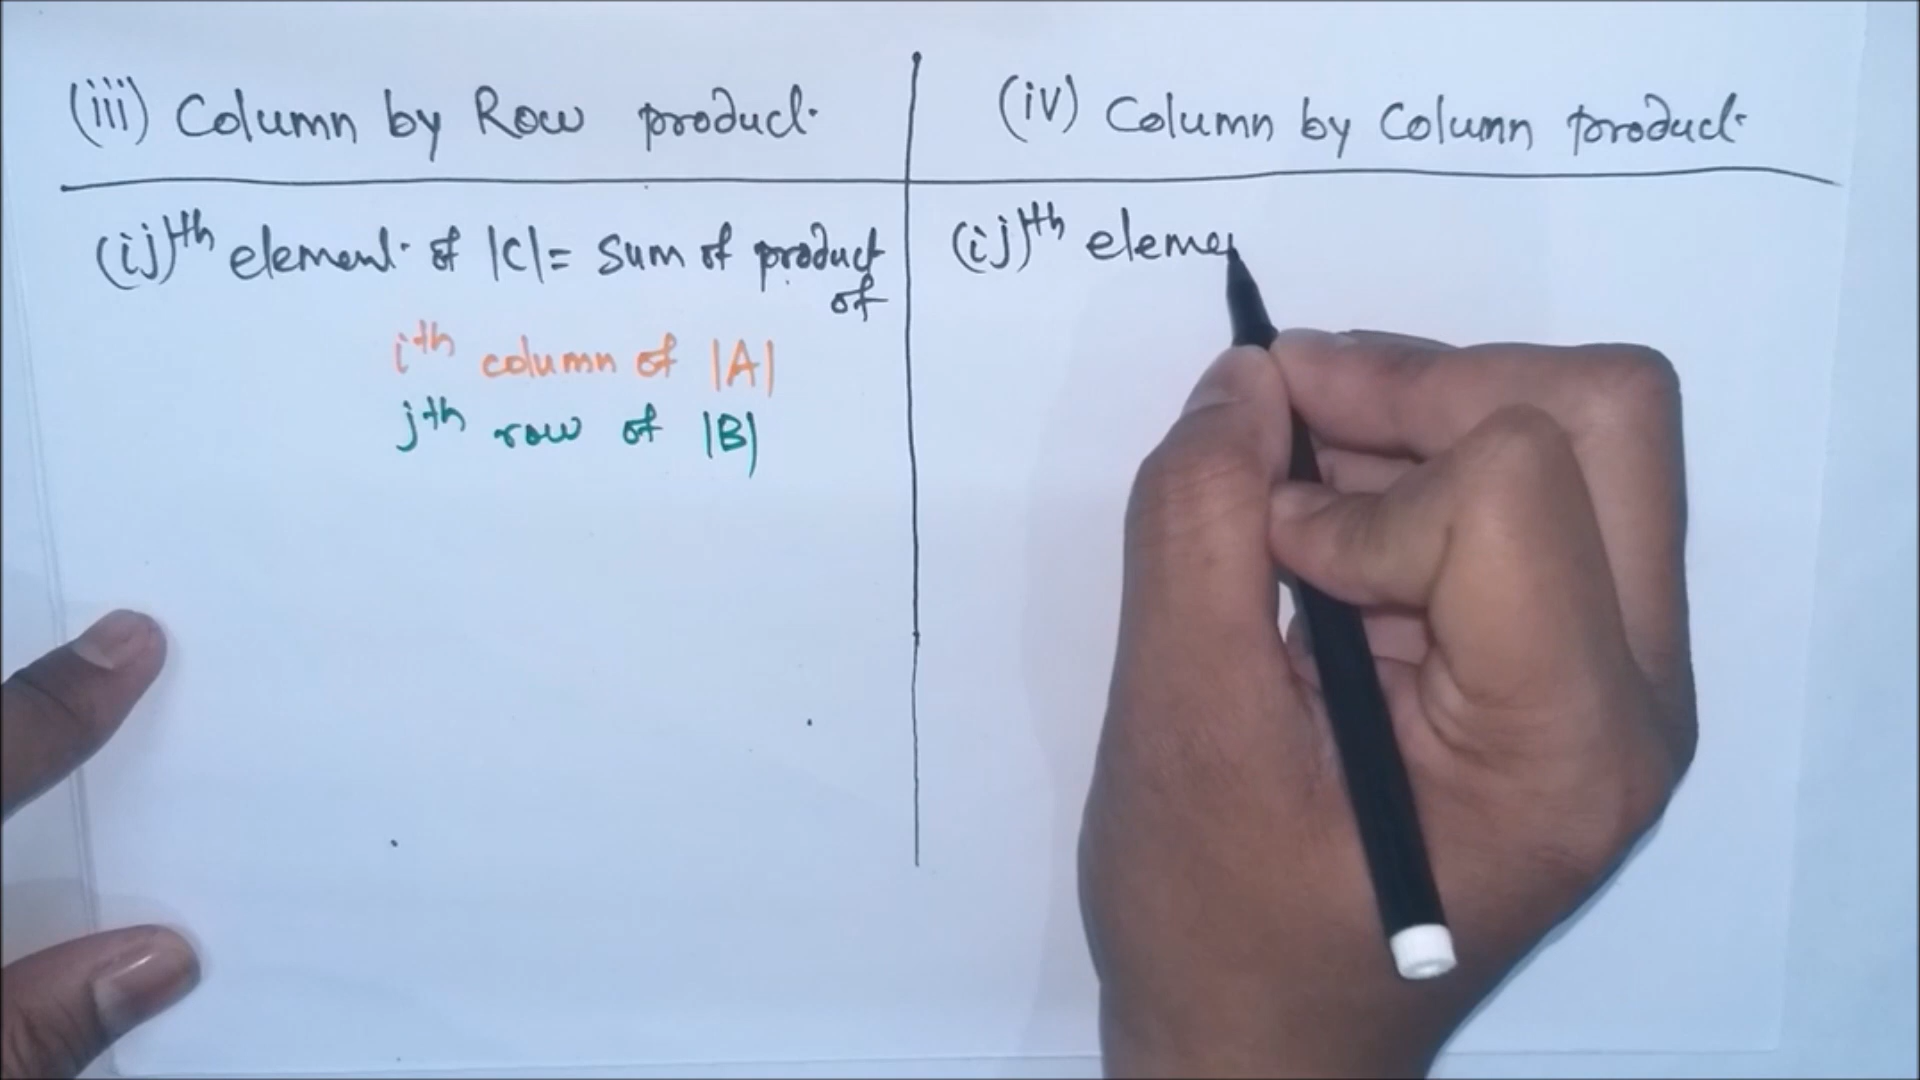 (iii) Column by Row product.
(ij)th element of |C| = sum of product of
ith column of |A|
jth row of |B|
(iv) Column by Column product.
(ij)th eleme